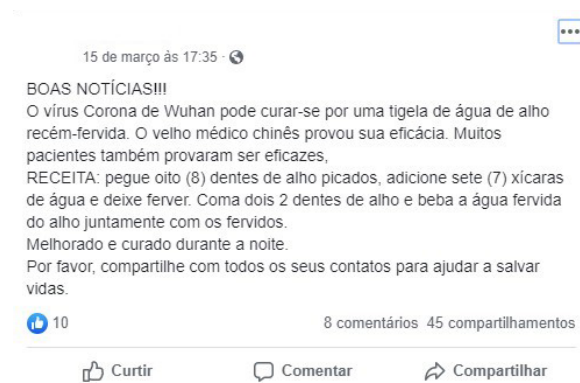 15 de março às 17:35 ·
BOAS NOTÍCIAS!!!
O vírus Corona de Wuhan pode curar-se por uma tigela de água de alho
recém-fervida. O velho médico chinês provou sua eficácia. Muitos
pacientes também provaram ser eficazes,
RECEITA: pegue oito (8) dentes de alho picados, adicione sete (7) xícaras
de água e deixe ferver. Coma dois 2 dentes de alho e beba a água fervida
do alho juntamente com os fervidos.
Melhorado e curado durante a noite.
Por favor, compartilhe com todos os seus contatos para ajudar a salvar
vidas.
10 8 comentários 45 compartilhamentos
Curtir Comentar Compartilhar